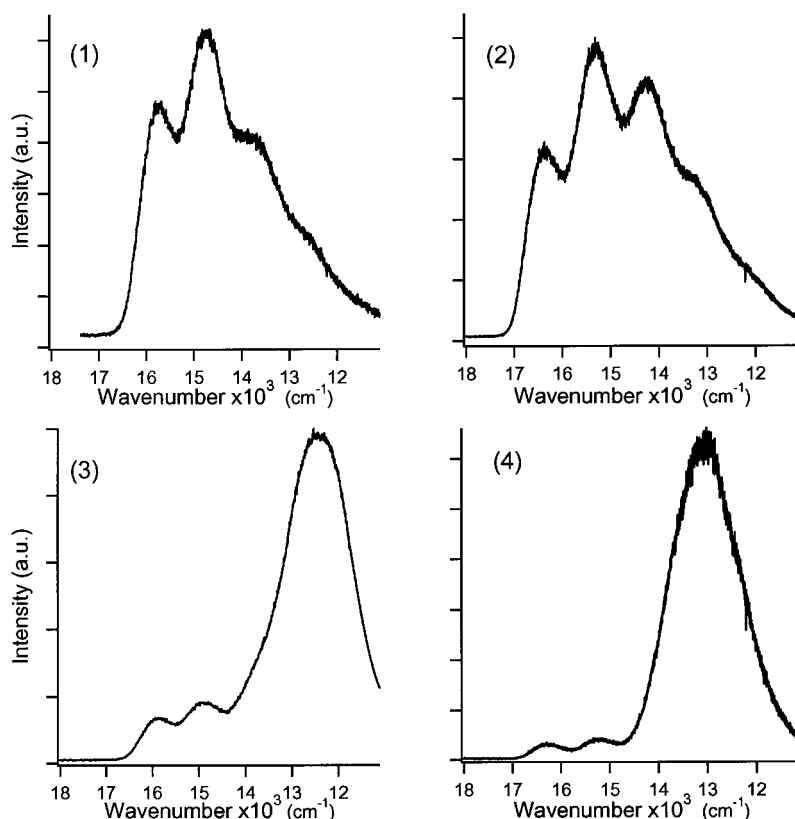 (1)
Intensity (a.u.)
18 17 16 15 14 13 12
Wavenumber x10³ (cm⁻¹)
(2)
18 17 16 15 14 13 12
Wavenumber x10³ (cm⁻¹)
(3)
Intensity (a.u.)
18 17 16 15 14 13 12
Wavenumber x10³ (cm⁻¹)
(4)
18 17 16 15 14 13 12
Wavenumber x10³ (cm⁻¹)